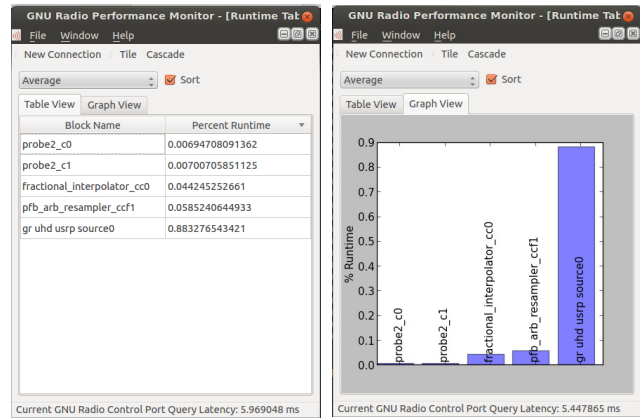 GNU Radio Performance Monitor - [Runtime Tab
File Window Help
New Connection Tile Cascade
Average Sort
Table View Graph View
Block Name Percent Runtime
probe2_c0 0.00694708091362
probe2_c1 0.00700705851125
fractional_interpolator_cc0 0.044245252661
pfb_arb_resampler_ccf1 0.0585240644933
gr uhd usrp source0 0.883276543421
Current GNU Radio Control Port Query Latency: 5.969048 ms
GNU Radio Performance Monitor - [Runtime Tab
File Window Help
New Connection Tile Cascade
Average Sort
Table View Graph View
% Runtime
0.9
0.8
0.7
0.6
0.5
0.4
0.3
0.2
0.1
0.0
probe2_c0
probe2_c1
fractional_interpolator_cc0
pfb_arb_resampler_ccf1
gr uhd usrp source0
Current GNU Radio Control Port Query Latency: 5.447865 ms